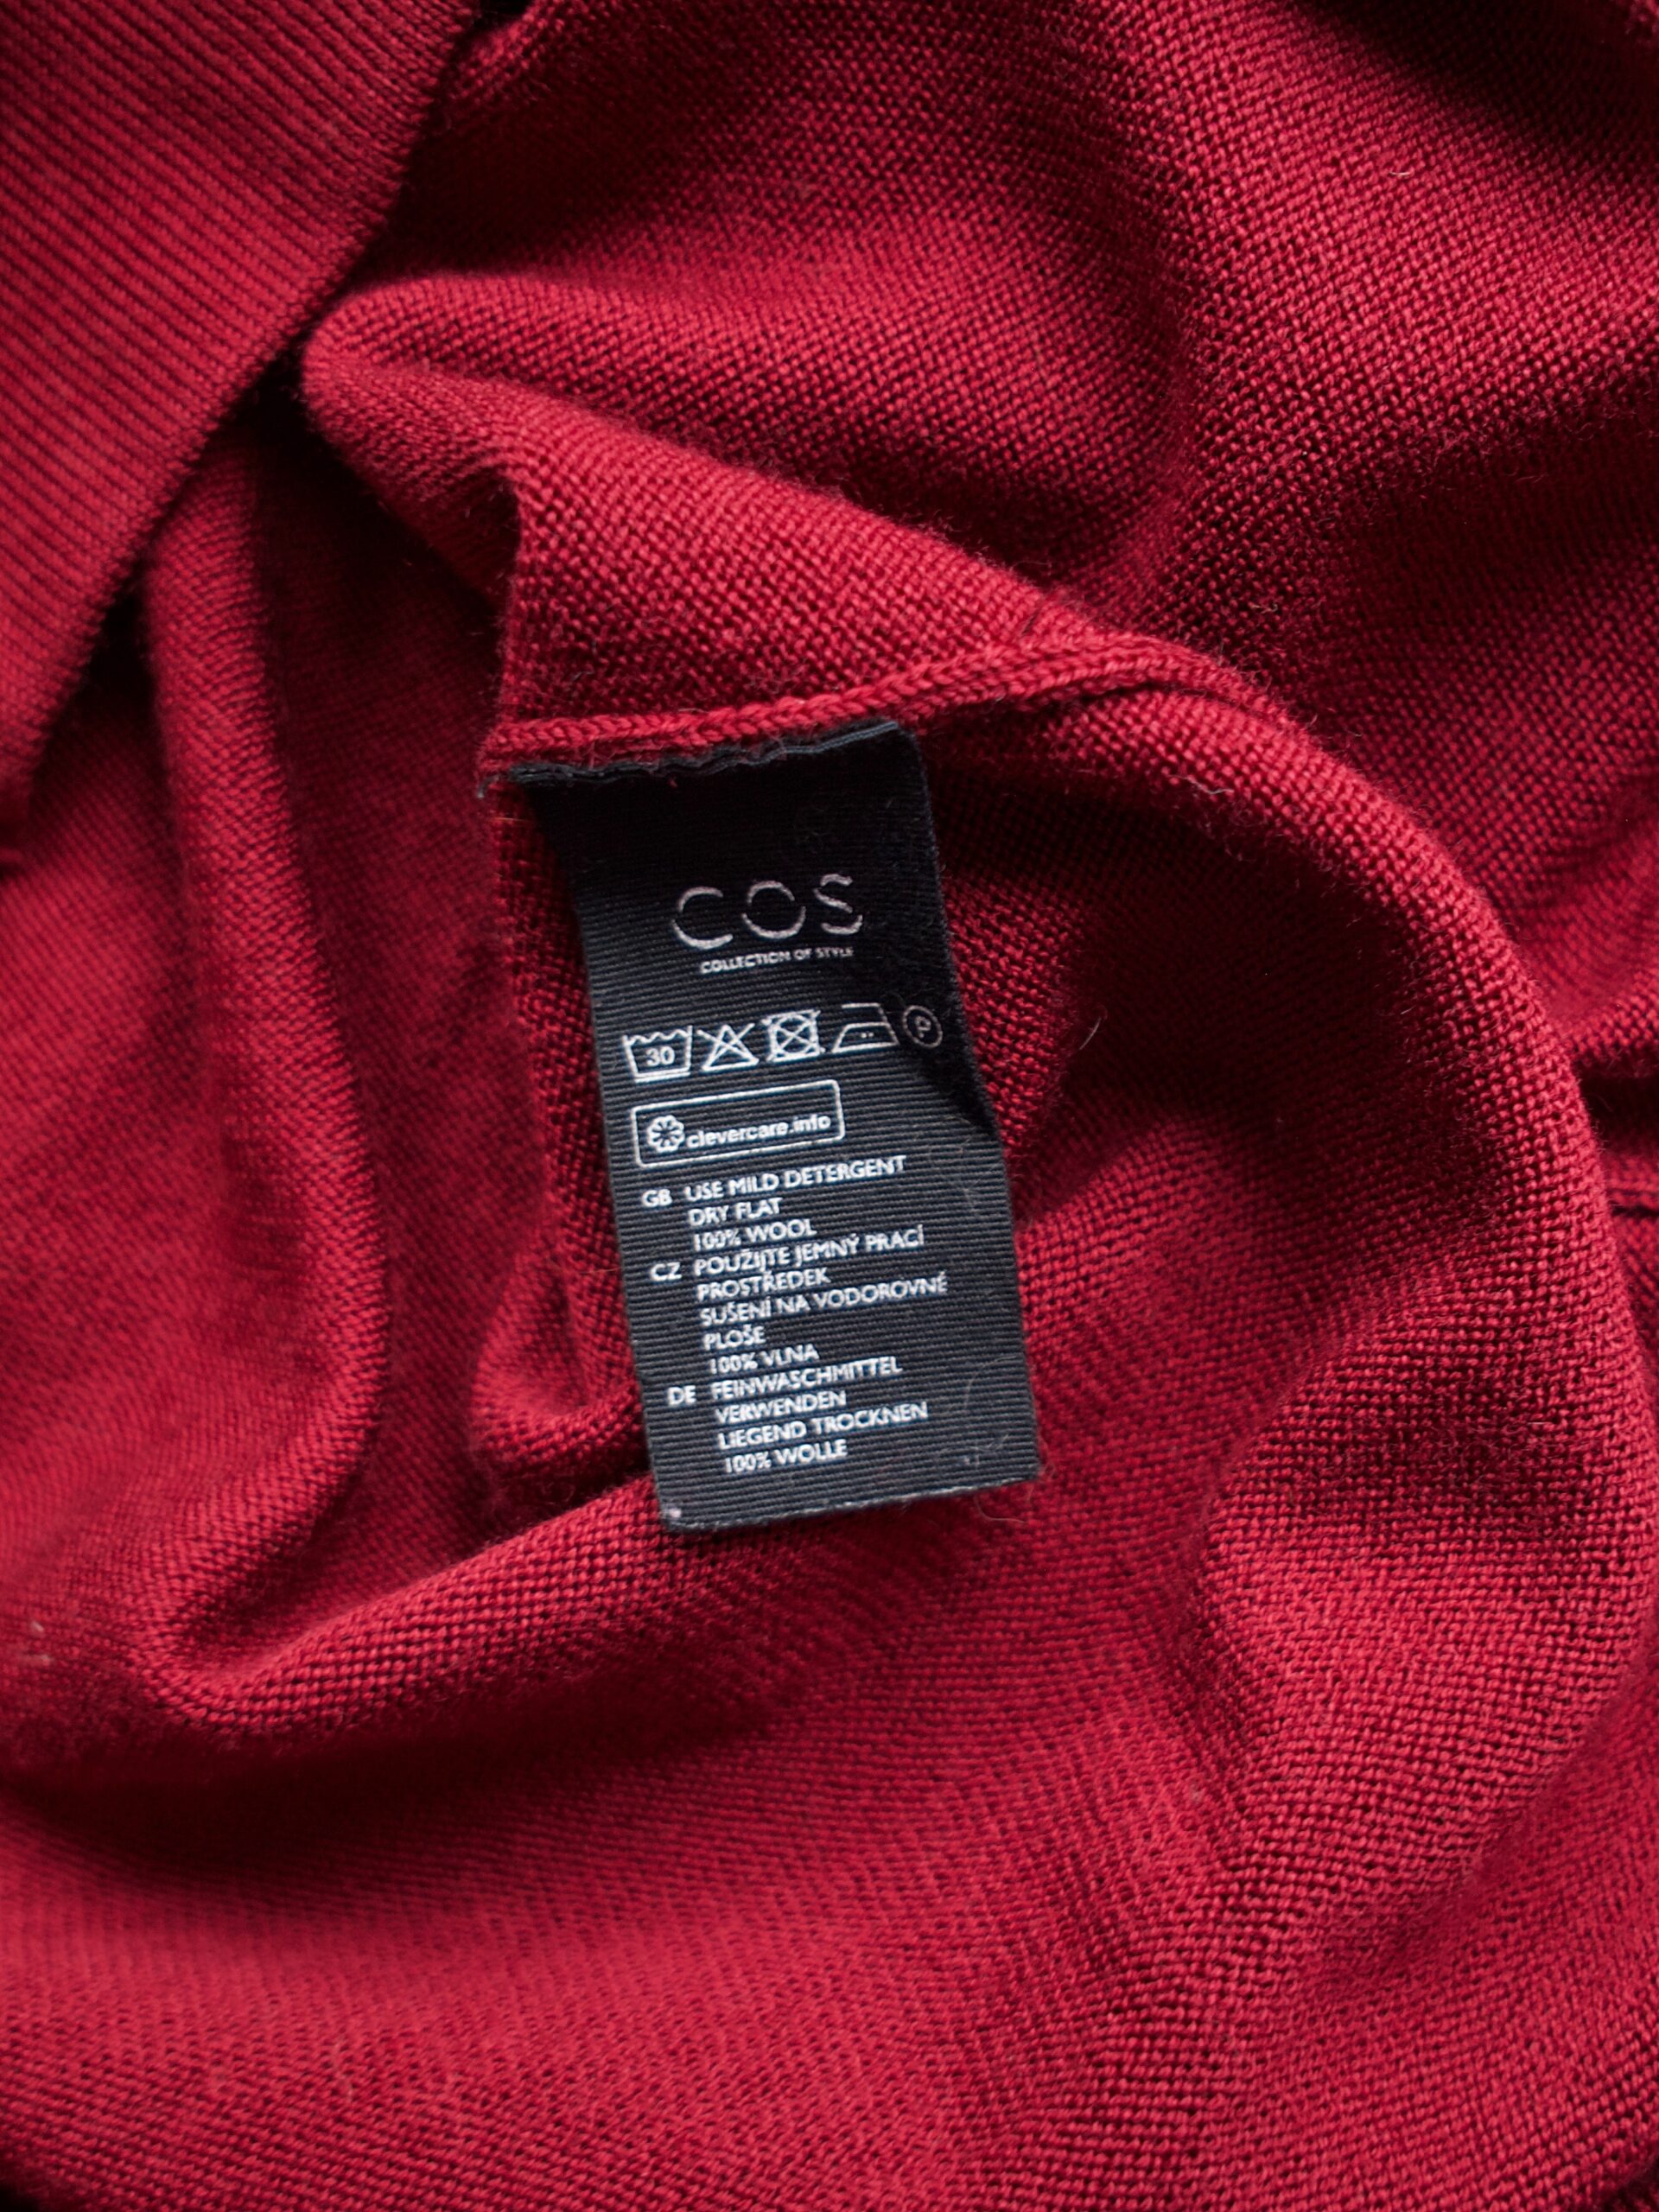 COS
COLLECTION OF STYLE
30 P
clevercare.info
GB USE MILD DETERGENT
DRY FLAT
100% WOOL
CZ POUŽIJTE JEMNÝ PRACÍ
PROSTŘEDEK
SUŠENÍ NA VODOROVNÉ
PLOŠE
100% VLNA
DE FEINWASCHMITTEL
VERWENDEN
LIEGEND TROCKNEN
100% WOLLE